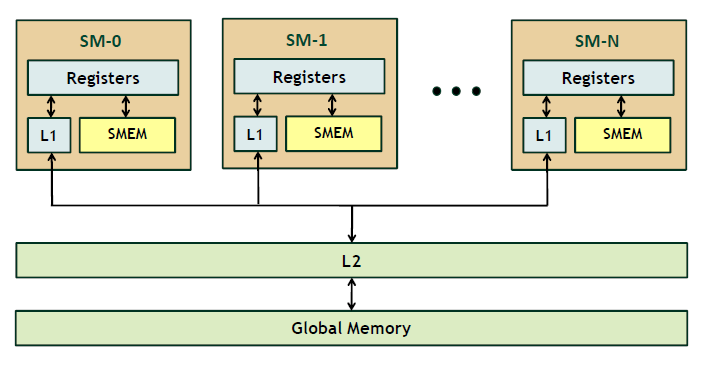 SM-0
SM-1
SM-N
Registers
Registers
Registers
L1
SMEM
L1
SMEM
L1
SMEM
L2
Global Memory